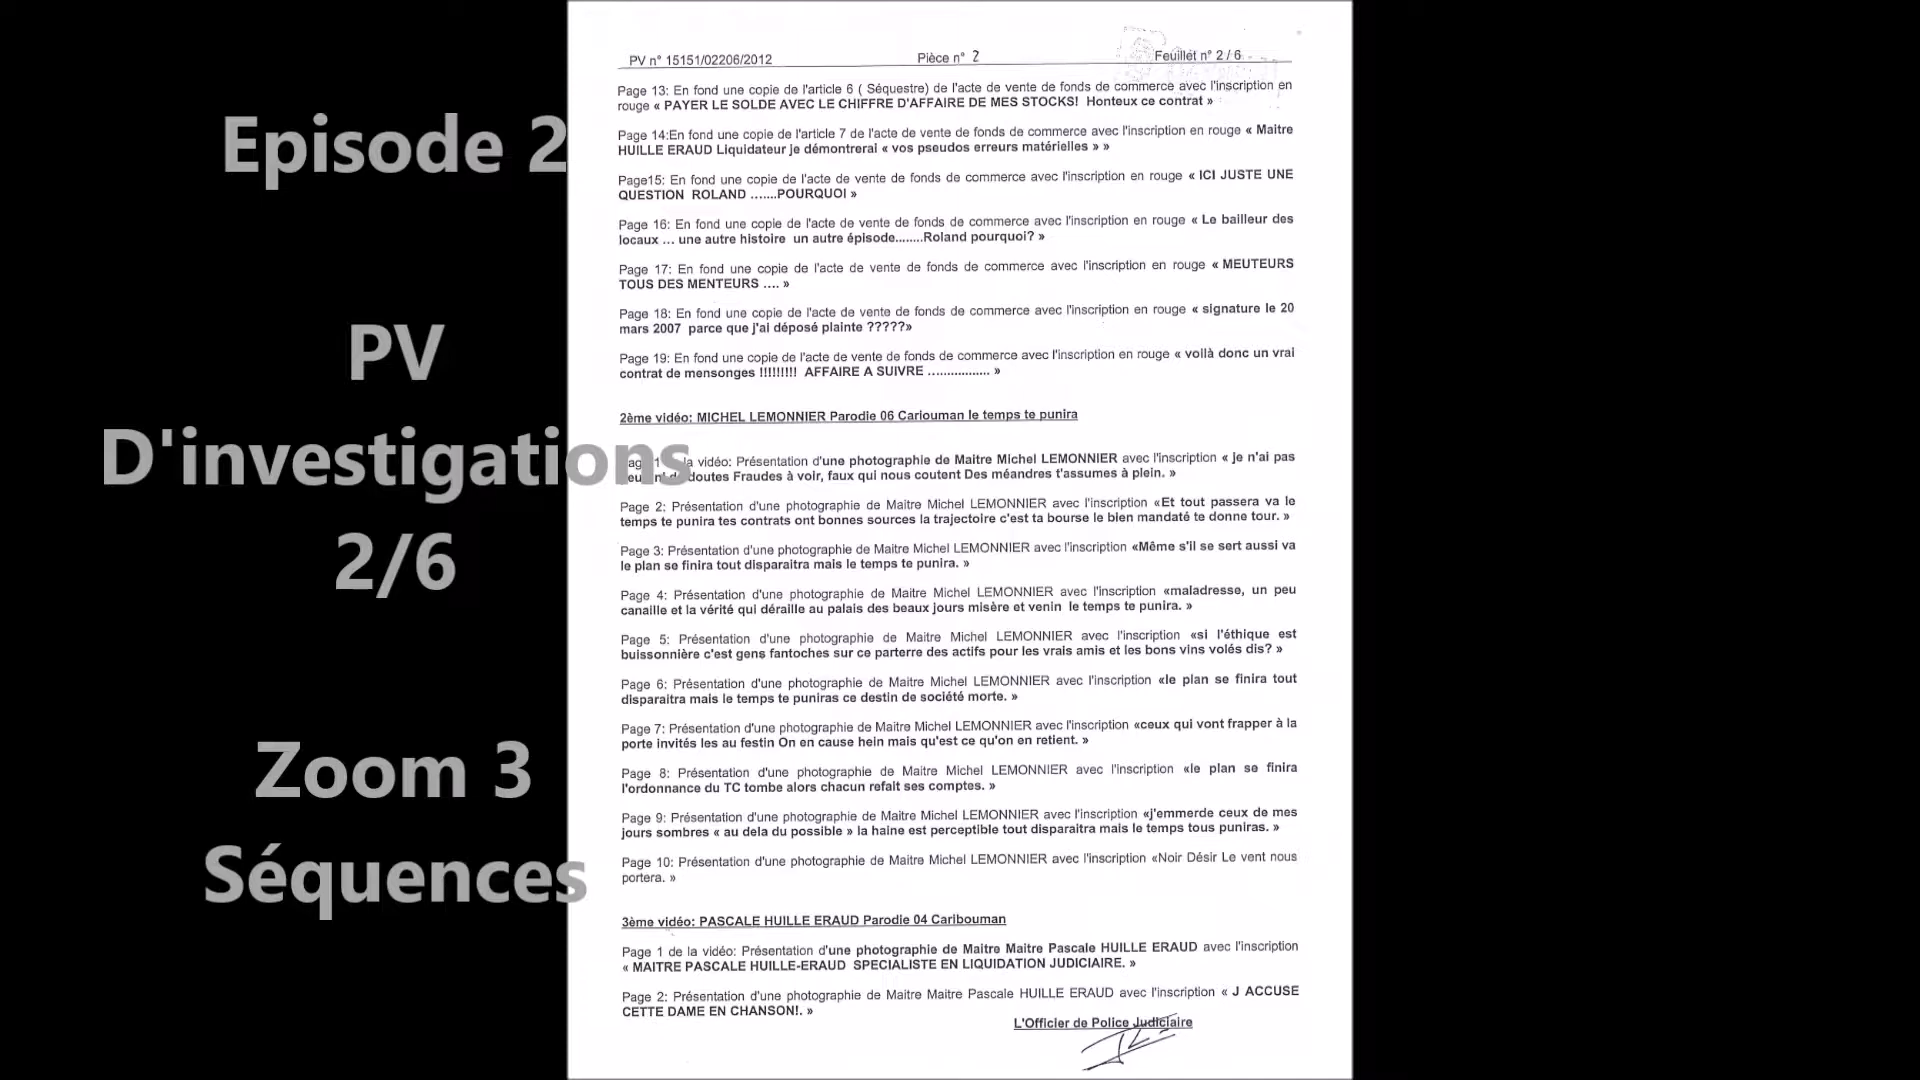 Episode 2
PV
D'investigations
2/6
Zoom 3
Séquences
PV n° 15151/02206/2012 Pièce n° 2 Feuillet n° 2 / 6
Page 13: En fond une copie de l'article 6 ( Séquestre) de l'acte de vente de fonds de commerce avec l'inscription en
rouge « PAYER LE SOLDE AVEC LE CHIFFRE D'AFFAIRE DE MES STOCKS! Honteux ce contrat »
Page 14:En fond une copie de l'article 7 de l'acte de vente de fonds de commerce avec l'inscription en rouge « Maitre
HUILLE ERAUD Liquidateur je démontrerai « vos pseudos erreurs matérielles » »
Page15: En fond une copie de l'acte de vente de fonds de commerce avec l'inscription en rouge « ICI JUSTE UNE
QUESTION ROLAND .......POURQUOI »
Page 16: En fond une copie de l'acte de vente de fonds de commerce avec l'inscription en rouge « Le bailleur des
locaux ... une autre histoire un autre épisode........Roland pourquoi? »
Page 17: En fond une copie de l'acte de vente de fonds de commerce avec l'inscription en rouge « MEUTEURS
TOUS DES MENTEURS .... »
Page 18: En fond une copie de l'acte de vente de fonds de commerce avec l'inscription en rouge « signature le 20
mars 2007 parce que j'ai déposé plainte ?????»
Page 19: En fond une copie de l'acte de vente de fonds de commerce avec l'inscription en rouge « voilà donc un vrai
contrat de mensonges !!!!!!!!! AFFAIRE A SUIVRE ................. »
2ème vidéo: MICHEL LEMONNIER Parodie 06 Cariouman le temps te punira
1 la vidéo: Présentation d'une photographie de Maitre Michel LEMONNIER avec l'inscription « je n'ai pas
doutes Fraudes à voir, faux qui nous coutent Des méandres t'assumes à plein. »
Page 2: Présentation d'une photographie de Maitre Michel LEMONNIER avec l'inscription «Et tout passera va le
temps te punira tes contrats ont bonnes sources la trajectoire c'est ta bourse le bien mandaté te donne tour. »
Page 3: Présentation d'une photographie de Maitre Michel LEMONNIER avec l'inscription «Même s'il se sert aussi va
le plan se finira tout disparaitra mais le temps te punira. »
Page 4: Présentation d'une photographie de Maitre Michel LEMONNIER avec l'inscription «maladresse, un peu
canaille et la vérité qui déraille au palais des beaux jours misère et venin le temps te punira. »
Page 5: Présentation d'une photographie de Maitre Michel LEMONNIER avec l'inscription «si l'éthique est
buissonnière c'est gens fantoches sur ce parterre des actifs pour les vrais amis et les bons vins volés dis? »
Page 6: Présentation d'une photographie de Maitre Michel LEMONNIER avec l'inscription «le plan se finira tout
disparaitra mais le temps te puniras ce destin de société morte. »
Page 7: Présentation d'une photographie de Maitre Michel LEMONNIER avec l'inscription «ceux qui vont frapper à la
porte invités les au festin On en cause hein mais qu'est ce qu'on en retient. »
Page 8: Présentation d'une photographie de Maitre Michel LEMONNIER avec l'inscription «le plan se finira
l'ordonnance du TC tombe alors chacun refait ses comptes. »
Page 9: Présentation d'une photographie de Maitre Michel LEMONNIER avec l'inscription «j'emmerde ceux de mes
jours sombres « au dela du possible » la haine est perceptible tout disparaitra mais le temps tous puniras. »
Page 10: Présentation d'une photographie de Maitre Michel LEMONNIER avec l'inscription «Noir Désir Le vent nous
portera. »
3ème vidéo: PASCALE HUILLE ERAUD Parodie 04 Caribouman
Page 1 de la vidéo: Présentation d'une photographie de Maitre Maitre Pascale HUILLE ERAUD avec l'inscription
« MAITRE PASCALE HUILLE-ERAUD SPECIALISTE EN LIQUIDATION JUDICIAIRE. »
Page 2: Présentation d'une photographie de Maitre Maitre Pascale HUILLE ERAUD avec l'inscription « J ACCUSE
CETTE DAME EN CHANSON!. »
L'Officier de Police Judiciaire